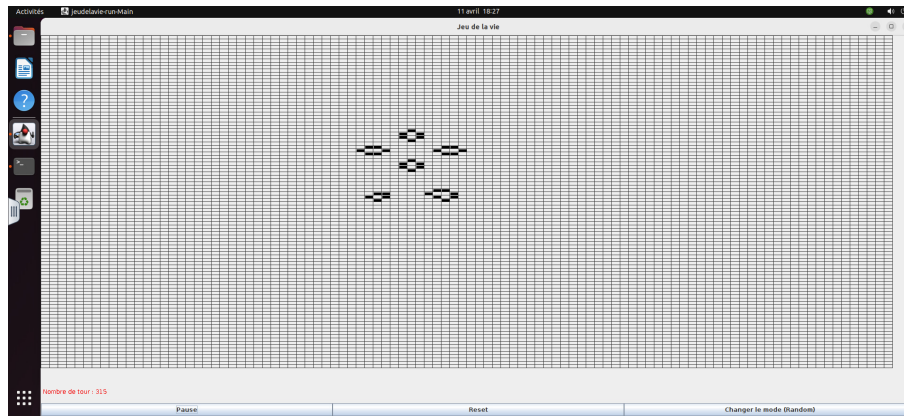 Activités jeudelavie-run-Main 11 avril 18:27
Jeu de la vie
Nombre de tour : 315
Pause Reset Changer le mode (Random)